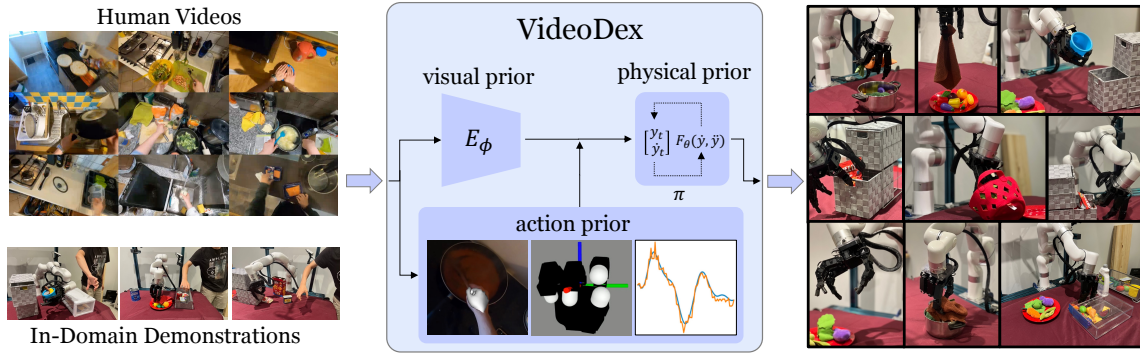 Human Videos
In-Domain Demonstrations
VideoDex
visual prior
E_ϕ
physical prior
[y_t ẏ_t] F_θ(ẏ, ÿ)
π
action prior